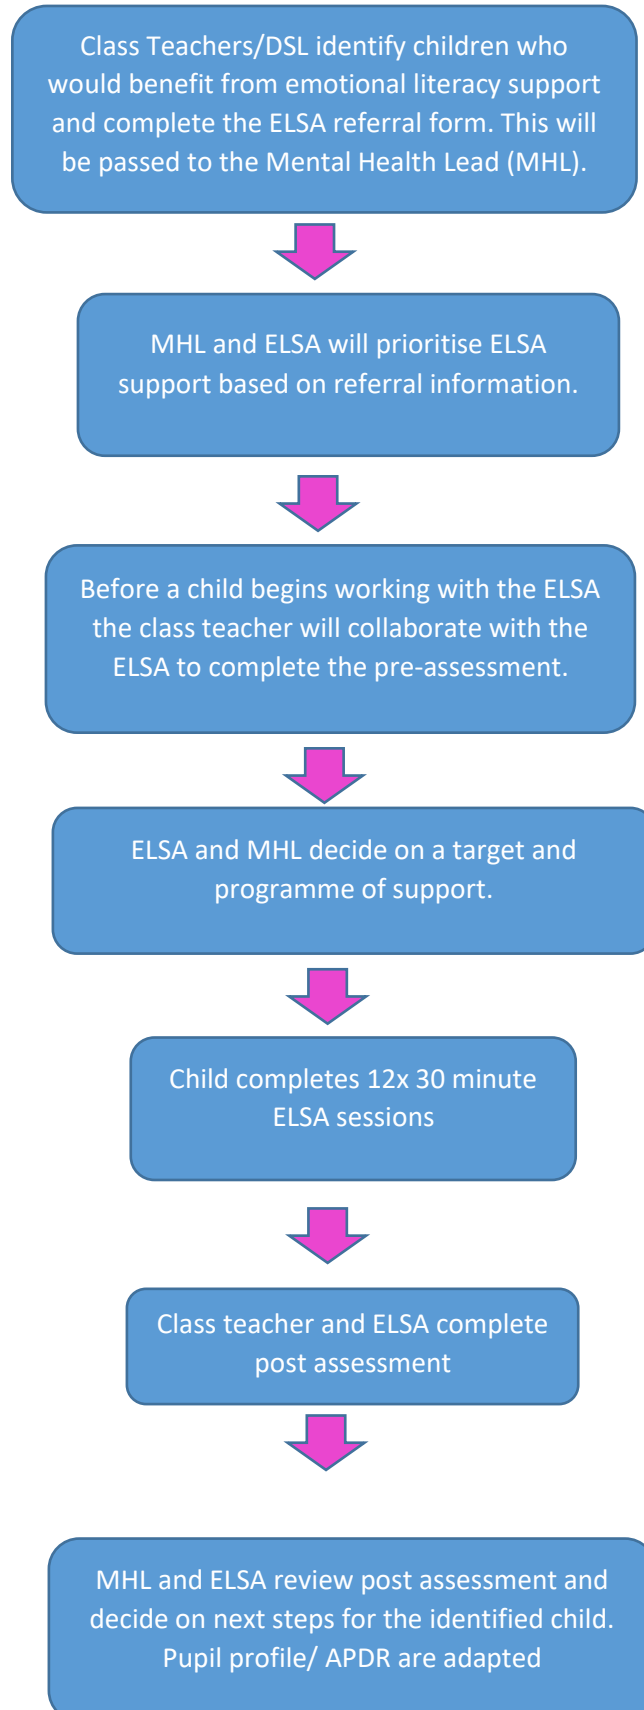 Class Teachers/DSL identify children who
would benefit from emotional literacy support
and complete the ELSA referral form. This will
be passed to the Mental Health Lead (MHL).
MHL and ELSA will prioritise ELSA
support based on referral information.
Before a child begins working with the ELSA
the class teacher will collaborate with the
ELSA to complete the pre-assessment.
ELSA and MHL decide on a target and
programme of support.
Child completes 12x 30 minute
ELSA sessions
Class teacher and ELSA complete
post assessment
MHL and ELSA review post assessment and
decide on next steps for the identified child.
Pupil profile/ APDR are adapted